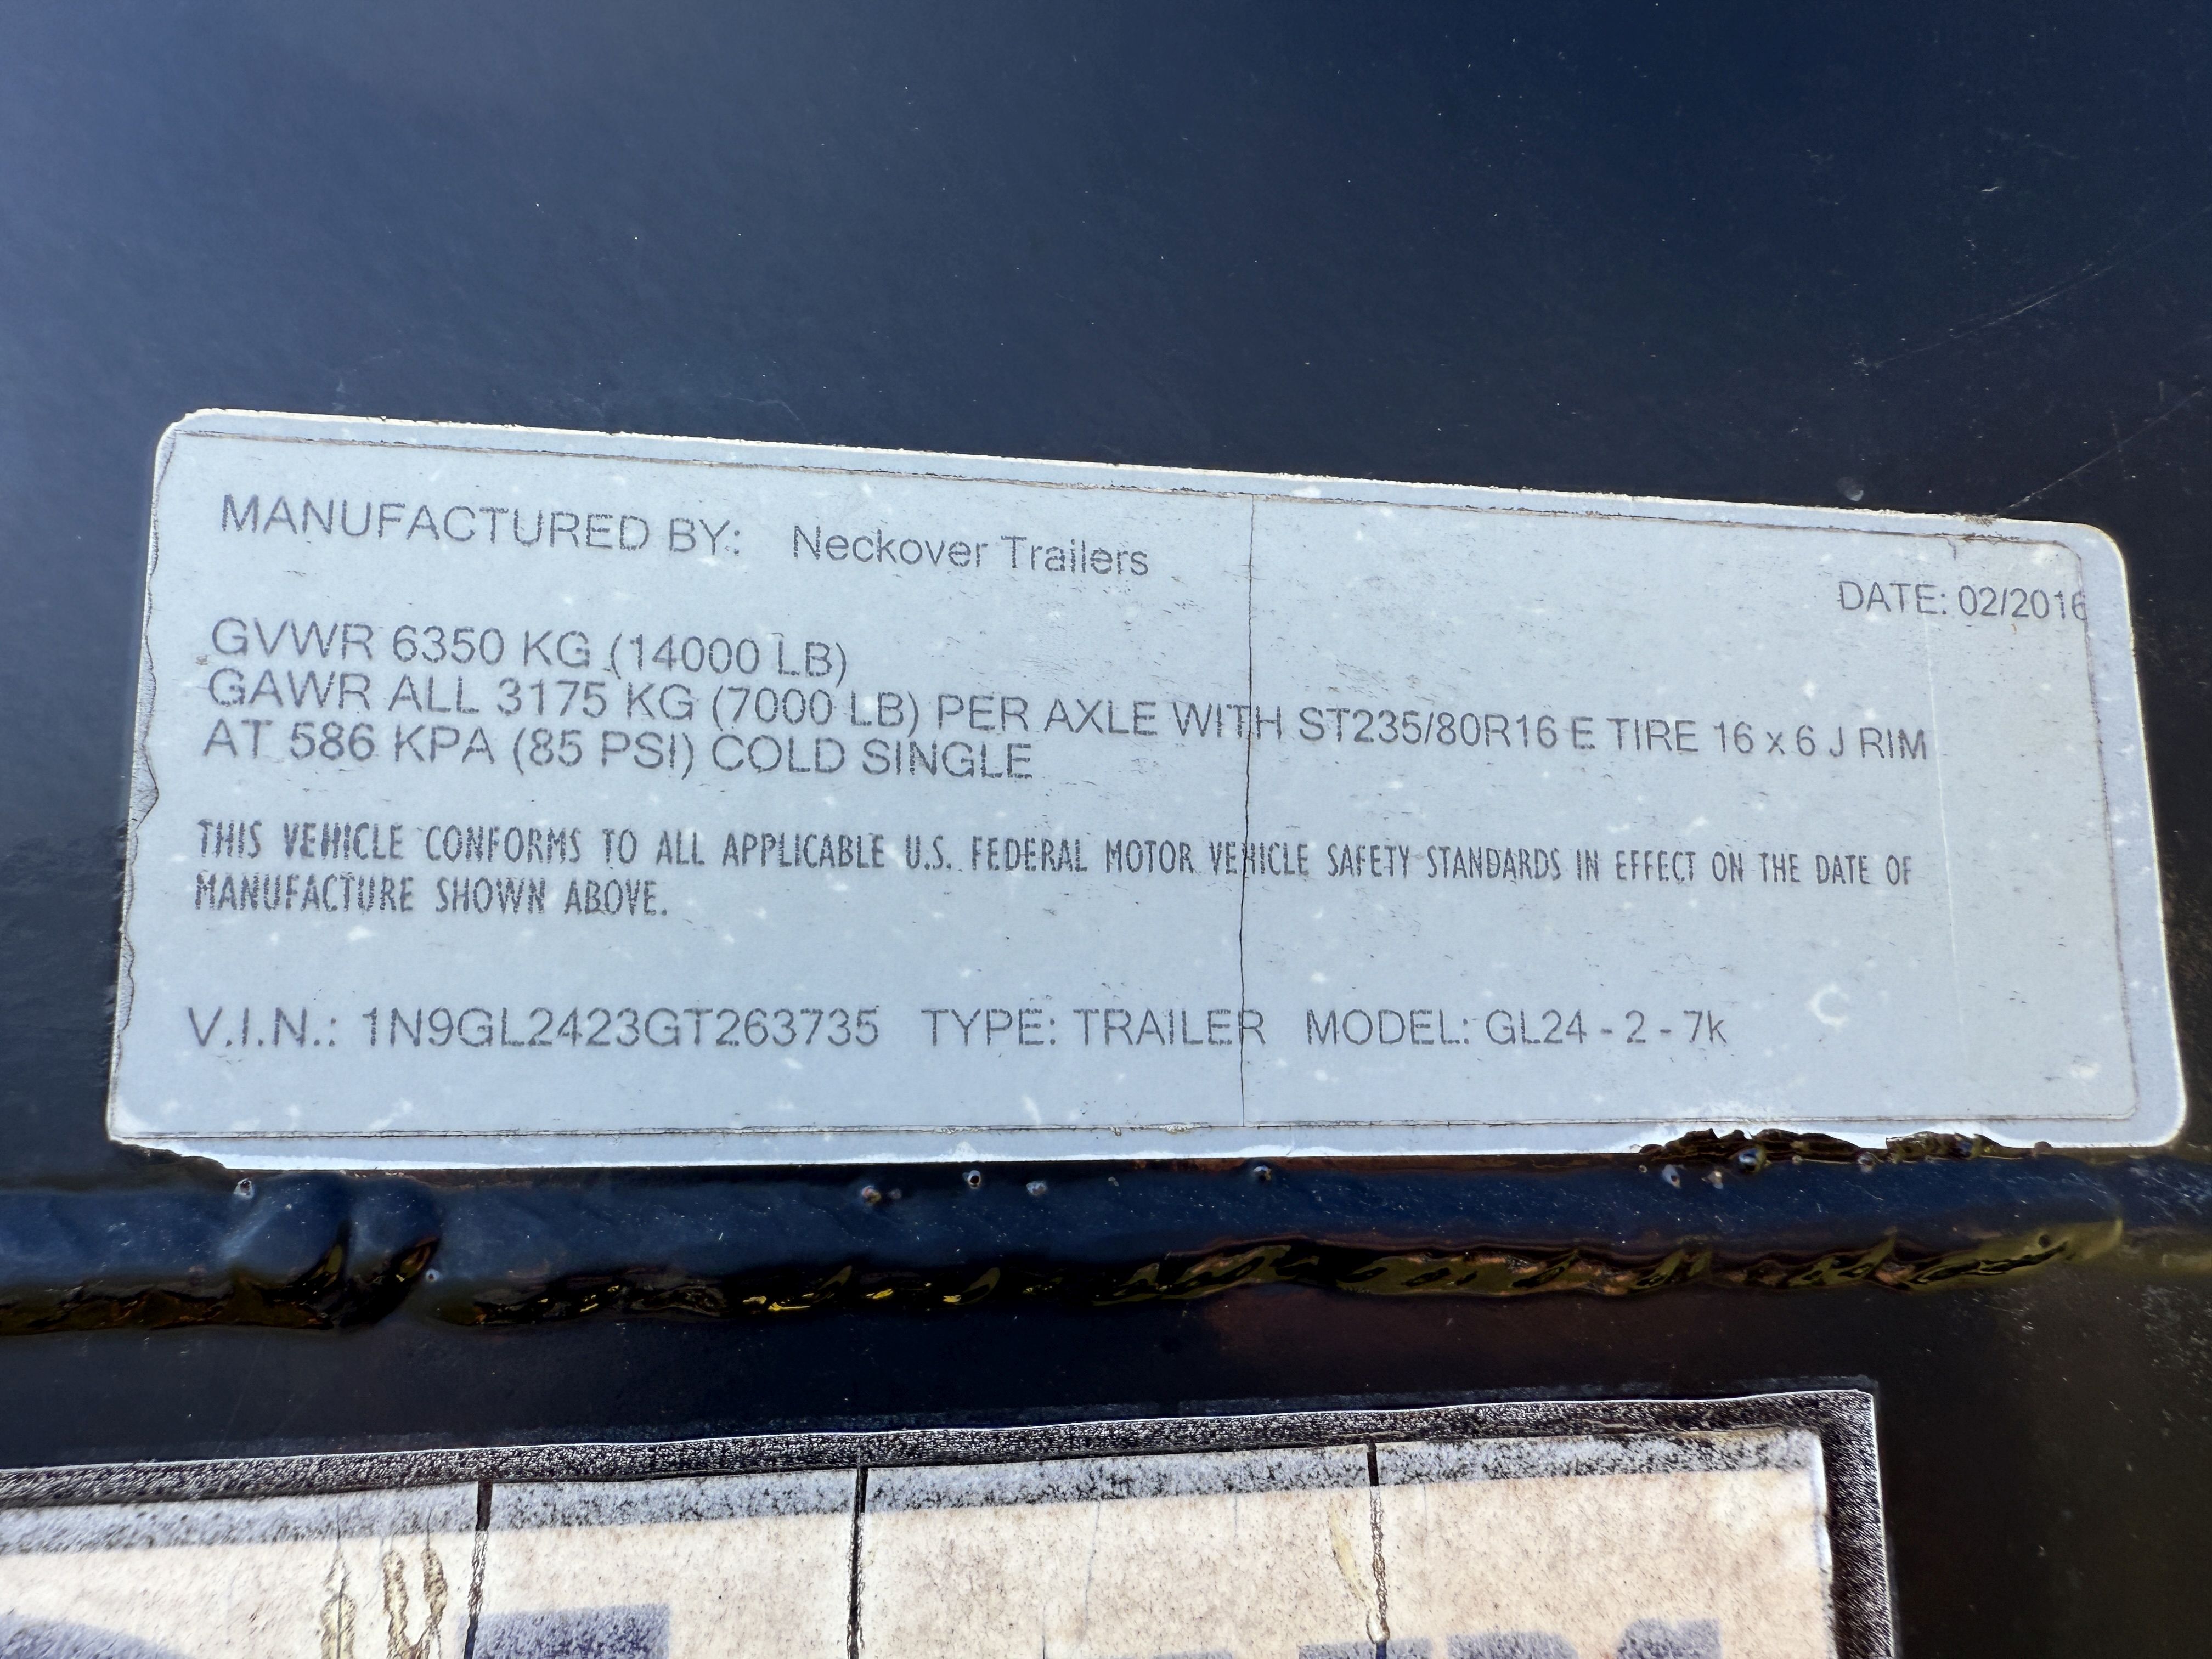 MANUFACTURED BY: Neckover Trailers
DATE: 02/2016
GVWR 6350 KG (14000 LB)
GAWR ALL 3175 KG (7000 LB) PER AXLE WITH ST235/80R16 E TIRE 16 x 6 J RIM
AT 586 KPA (85 PSI) COLD SINGLE
THIS VEHICLE CONFORMS TO ALL APPLICABLE U.S. FEDERAL MOTOR VEHICLE SAFETY STANDARDS IN EFFECT ON THE DATE OF
MANUFACTURE SHOWN ABOVE.
V.I.N.: 1N9GL2423GT263735 TYPE: TRAILER MODEL: GL24 - 2 - 7k